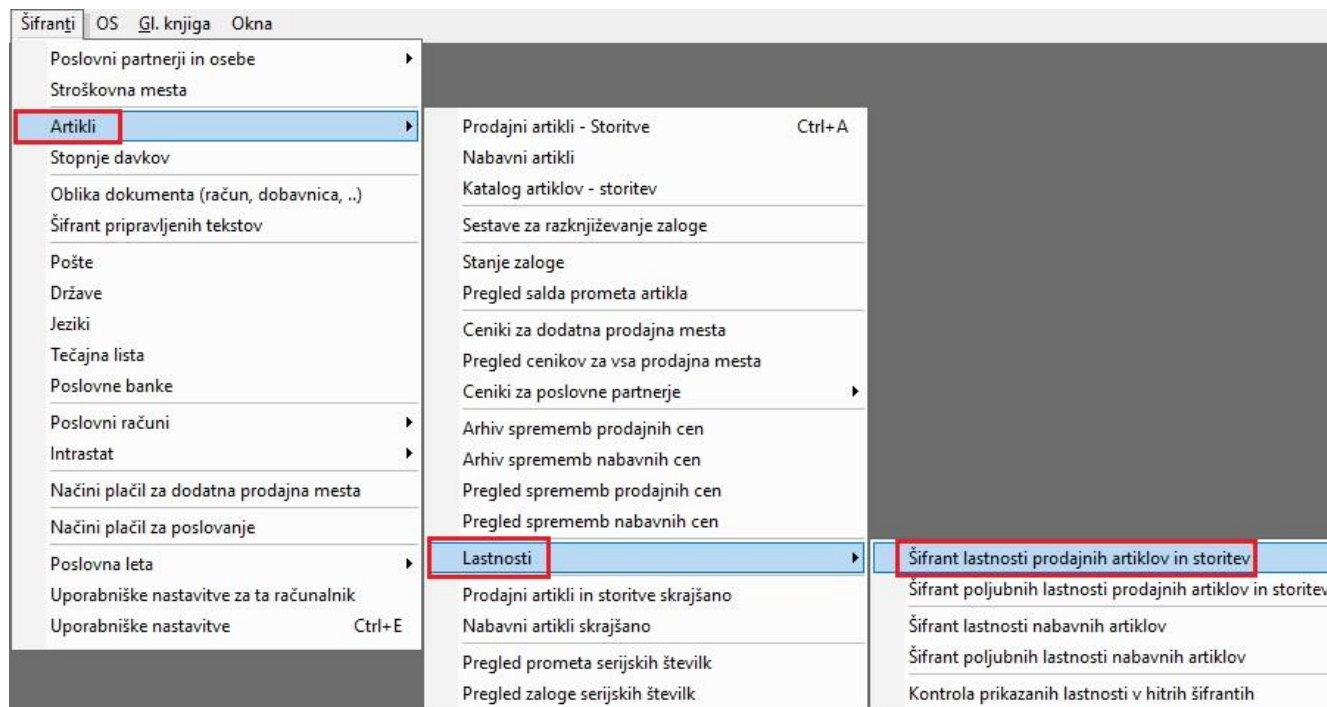 Šifranti OS Gl. knjiga Okna
Poslovni partnerji in osebe
Stroškovna mesta
Artikli
Stopnje davkov
Oblika dokumenta (račun, dobavnica, ..)
Šifrant pripravljenih tekstov
Pošte
Države
Jeziki
Tečajna lista
Poslovne banke
Poslovni računi
Intrastat
Načini plačil za dodatna prodajna mesta
Načini plačil za poslovanje
Poslovna leta
Uporabniške nastavitve za ta računalnik
Uporabniške nastavitve Ctrl+E
Prodajni artikli - Storitve Ctrl+A
Nabavni artikli
Katalog artiklov - storitev
Sestave za razknjiževanje zaloge
Stanje zaloge
Pregled salda prometa artikla
Ceniki za dodatna prodajna mesta
Pregled cenikov za vsa prodajna mesta
Ceniki za poslovne partnerje
Arhiv sprememb prodajnih cen
Arhiv sprememb nabavnih cen
Pregled sprememb prodajnih cen
Pregled sprememb nabavnih cen
Lastnosti
Prodajni artikli in storitve skrajšano
Nabavni artikli skrajšano
Pregled prometa serijskih številk
Pregled zaloge serijskih številk
Šifrant lastnosti prodajnih artiklov in storitev
Šifrant poljubnih lastnosti prodajnih artiklov in storitev
Šifrant lastnosti nabavnih artiklov
Šifrant poljubnih lastnosti nabavnih artiklov
Kontrola prikazanih lastnosti v hitrih šifrantih